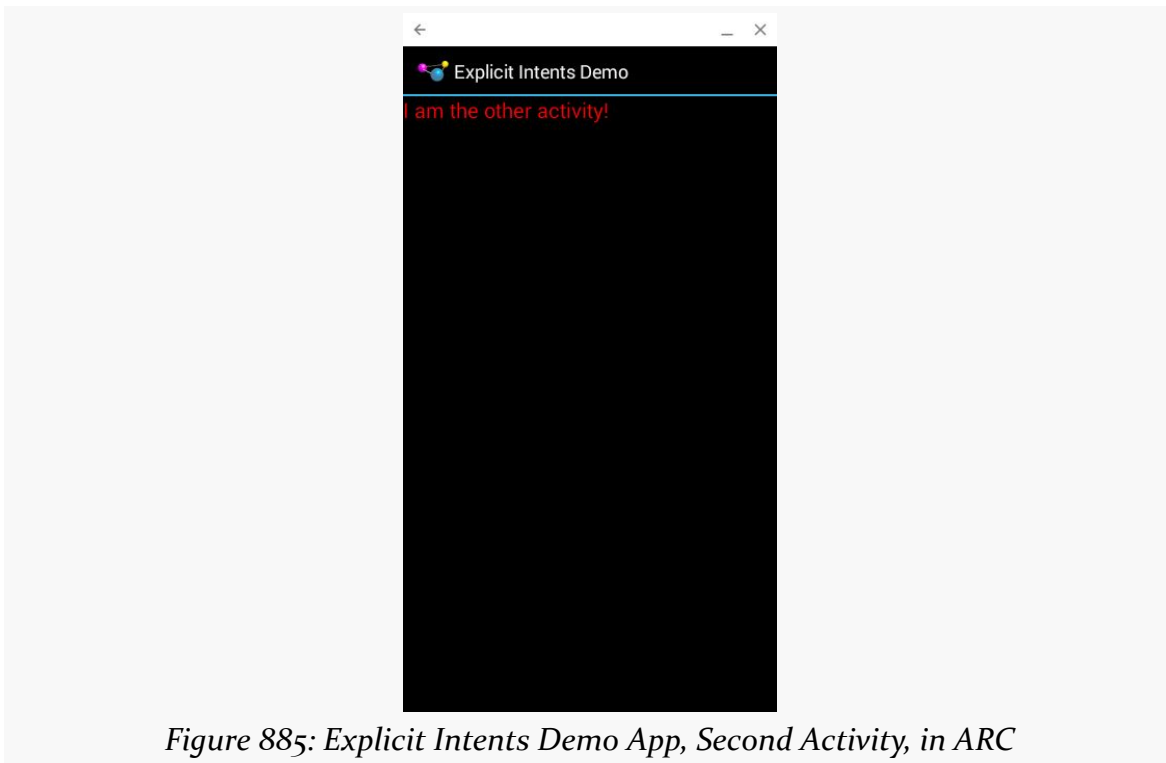 Explicit Intents Demo
I am the other activity!
Figure 885: Explicit Intents Demo App, Second Activity, in ARC